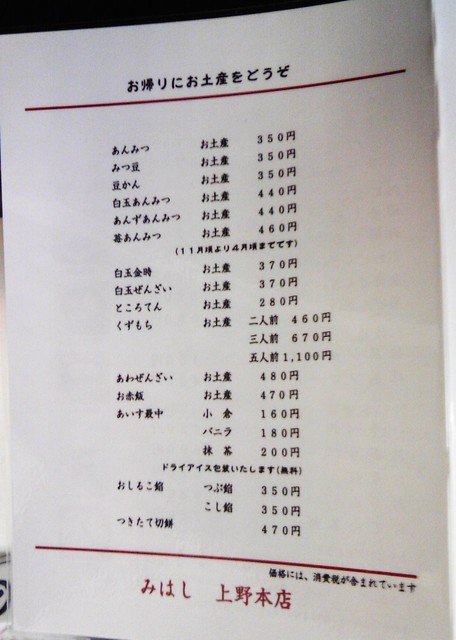 お帰りにお土産をどうぞ
あんみつ お土産 350円
みつ豆 お土産 350円
豆かん お土産 350円
白玉あんみつ お土産 440円
あんずあんみつ お土産 440円
苺あんみつ お土産 460円
(11月頃より4月頃までです)
白玉金時 お土産 370円
白玉ぜんざい お土産 370円
ところてん お土産 280円
くずもち お土産 二人前 460円
三人前 670円
五人前 1,100円
あわぜんざい お土産 480円
お赤飯 お土産 470円
あいす最中 小倉 160円
バニラ 180円
抹茶 200円
ドライアイス包装いたします(無料)
おしるこ餡 つぶ餡 350円
こし餡 350円
つきたて切餅 470円
価格には、消費税が含まれています
みはし 上野本店